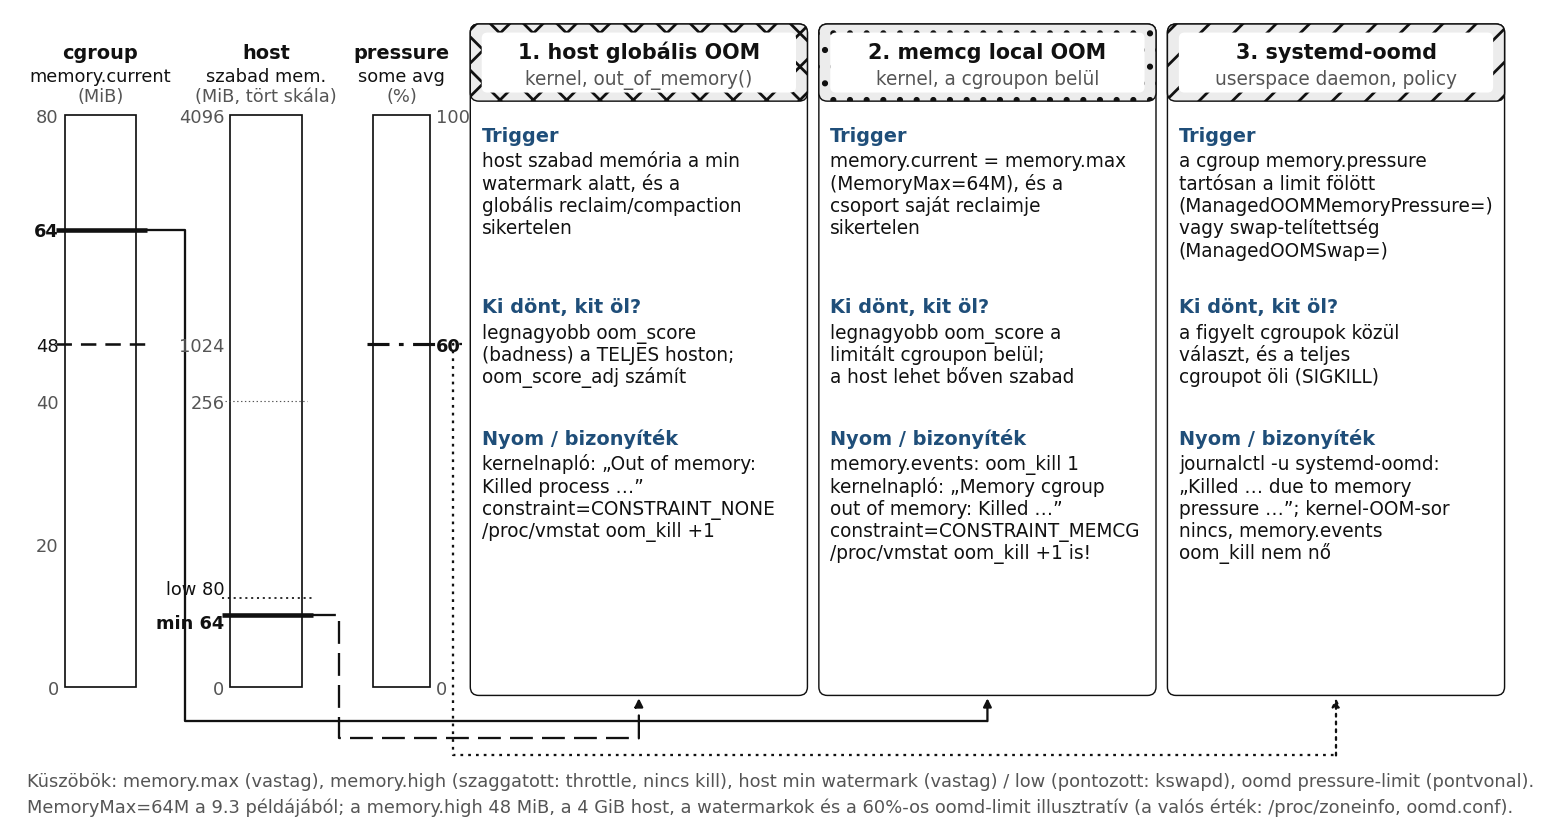 cgroup
memory.current
(MiB)
80
64
48
40
20
0
host
szabad mem.
(MiB, tört skála)
4096
1024
256
low 80
min 64
0
pressure
some avg
(%)
100
60
0
1. host globális OOM
kernel, out_of_memory()
Trigger
host szabad memória a min
watermark alatt, és a
globális reclaim/compaction
sikertelen
Ki dönt, kit öl?
legnagyobb oom_score
(badness) a TELJES hoston;
oom_score_adj számít
Nyom / bizonyíték
kernelnapló: „Out of memory:
Killed process …”
constraint=CONSTRAINT_NONE
/proc/vmstat oom_kill +1
2. memcg local OOM
kernel, a cgroupon belül
Trigger
memory.current = memory.max
(MemoryMax=64M), és a
csoport saját reclaimje
sikertelen
Ki dönt, kit öl?
legnagyobb oom_score a
limitált cgroupon belül;
a host lehet bőven szabad
Nyom / bizonyíték
memory.events: oom_kill 1
kernelnapló: „Memory cgroup
out of memory: Killed …”
constraint=CONSTRAINT_MEMCG
/proc/vmstat oom_kill +1 is!
3. systemd-oomd
userspace daemon, policy
Trigger
a cgroup memory.pressure
tartósan a limit fölött
(ManagedOOMMemoryPressure=)
vagy swap-telítettség
(ManagedOOMSwap=)
Ki dönt, kit öl?
a figyelt cgroupok közül
választ, és a teljes
cgroupot öli (SIGKILL)
Nyom / bizonyíték
journalctl -u systemd-oomd:
„Killed … due to memory
pressure …”; kernel-OOM-sor
nincs, memory.events
oom_kill nem nő
Küszöbök: memory.max (vastag), memory.high (szaggatott: throttle, nincs kill), host min watermark (vastag) / low (pontozott: kswapd), oomd pressure-limit (pontvonal).
MemoryMax=64M a 9.3 példájából; a memory.high 48 MiB, a 4 GiB host, a watermarkok és a 60%-os oomd-limit illusztratív (a valós érték: /proc/zoneinfo, oomd.conf).